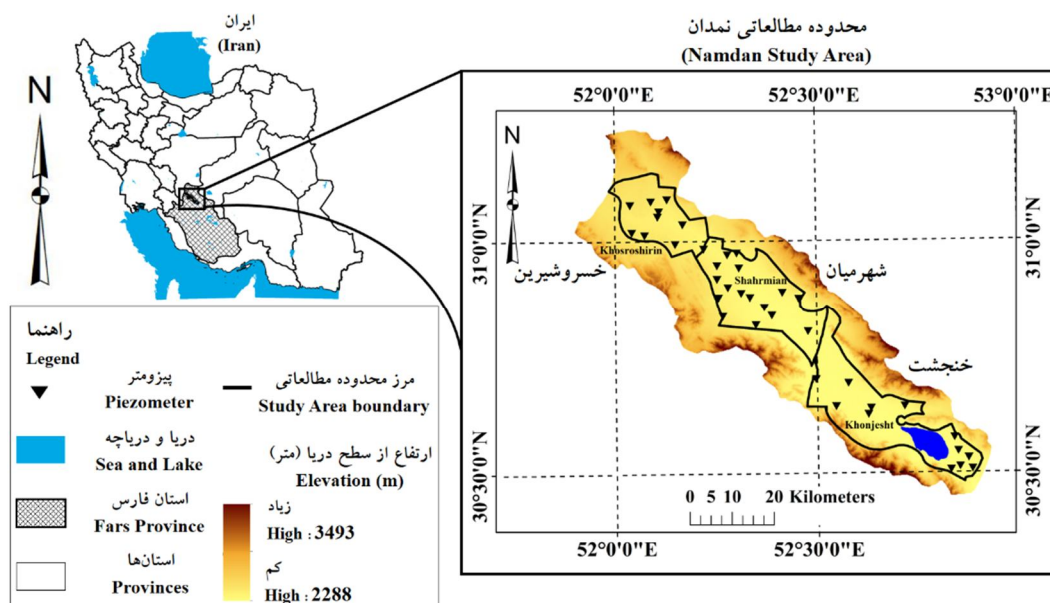 ایران
(Iran)
N
راهنما
Legend
پیزومتر
Piezometer
دریا و دریاچه
Sea and Lake
استان فارس
Fars Province
استان‌ها
Provinces
مرز محدوده مطالعاتی
Study Area boundary
ارتفاع از سطح دریا (متر)
Elevation (m)
زیاد
High : 3493
کم
High : 2288
محدوده مطالعاتی نمدان
(Namdan Study Area)
52°0'0"E 52°30'0"E 53°0'0"E
N
31°0'0"N
31°0'0"N
Khosroshirin
خسروشیرین
Shahrmian
شهرمیان
خنجشت
Khonjesht
30°30'0"N
30°30'0"N
0 5 10 20 Kilometers
52°0'0"E 52°30'0"E